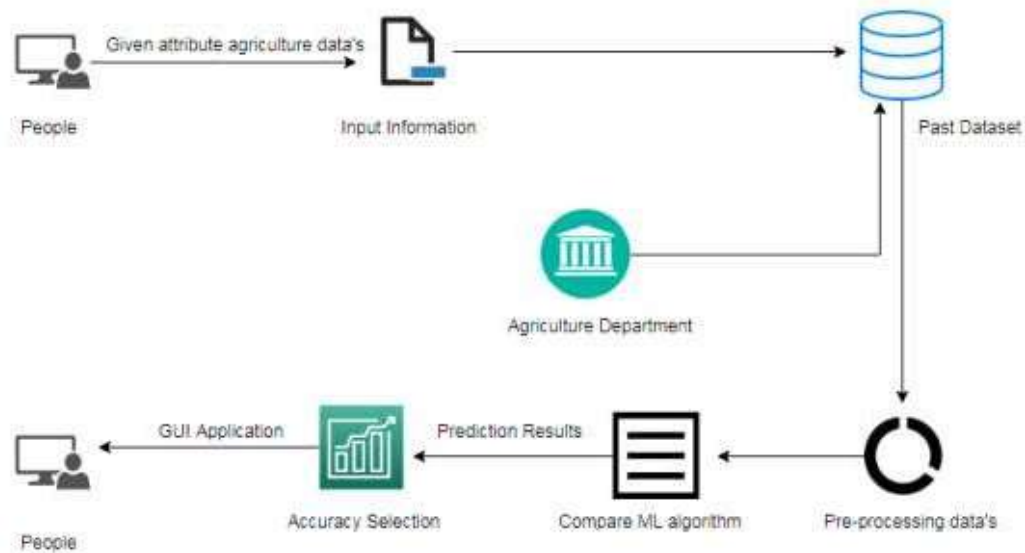 Given attribute agriculture data's
People
Input Information
Past Dataset
Agriculture Department
GUI Application
Prediction Results
People
Accuracy Selection
Compare ML algorithm
Pre-processing data's